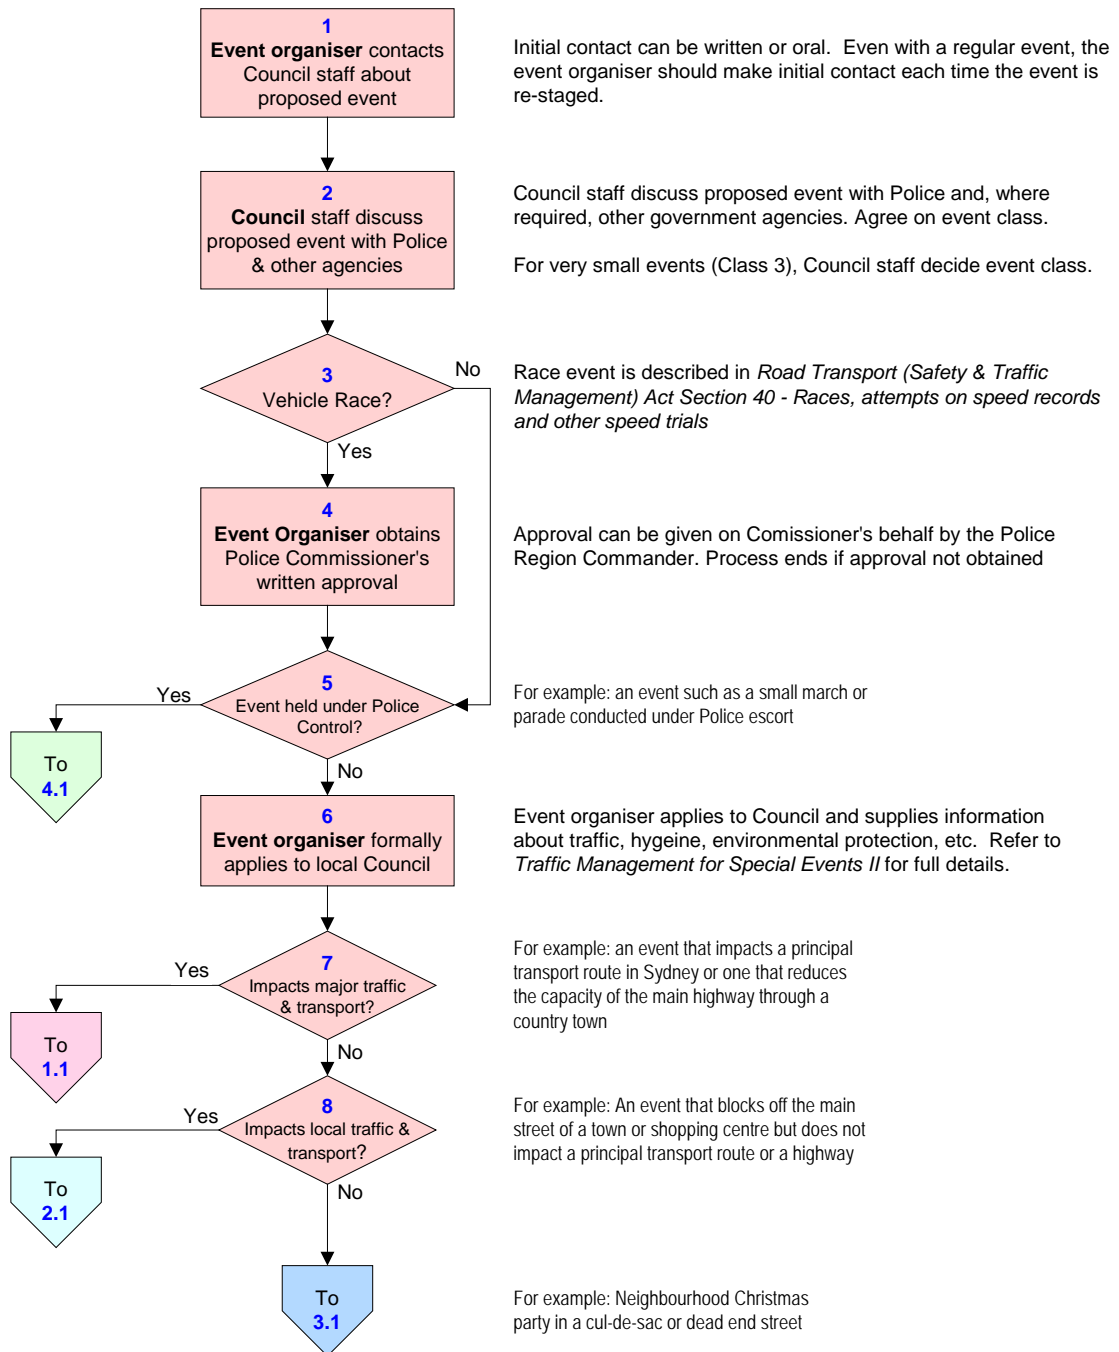 1
Event organiser contacts
Council staff about
proposed event
Initial contact can be written or oral.  Even with a regular event, the
event organiser should make initial contact each time the event is
re-staged.
2
Council staff discuss
proposed event with Police
& other agencies
Council staff discuss proposed event with Police and, where
required, other government agencies. Agree on event class.
For very small events (Class 3), Council staff decide event class.
3
Vehicle Race?
No
Yes
Race event is described in Road Transport (Safety & Traffic
Management) Act Section 40 - Races, attempts on speed records
and other speed trials
4
Event Organiser obtains
Police Commissioner's
written approval
Approval can be given on Comissioner's behalf by the Police
Region Commander. Process ends if approval not obtained
5
Event held under Police
Control?
Yes
No
For example: an event such as a small march or
parade conducted under Police escort
To
4.1
6
Event organiser formally
applies to local Council
Event organiser applies to Council and supplies information
about traffic, hygeine, environmental protection, etc.  Refer to
Traffic Management for Special Events II for full details.
7
Impacts major traffic
& transport?
Yes
No
For example: an event that impacts a principal
transport route in Sydney or one that reduces
the capacity of the main highway through a
country town
To
1.1
8
Impacts local traffic &
transport?
Yes
No
For example: An event that blocks off the main
street of a town or shopping centre but does not
impact a principal transport route or a highway
To
2.1
To
3.1
For example: Neighbourhood Christmas
party in a cul-de-sac or dead end street